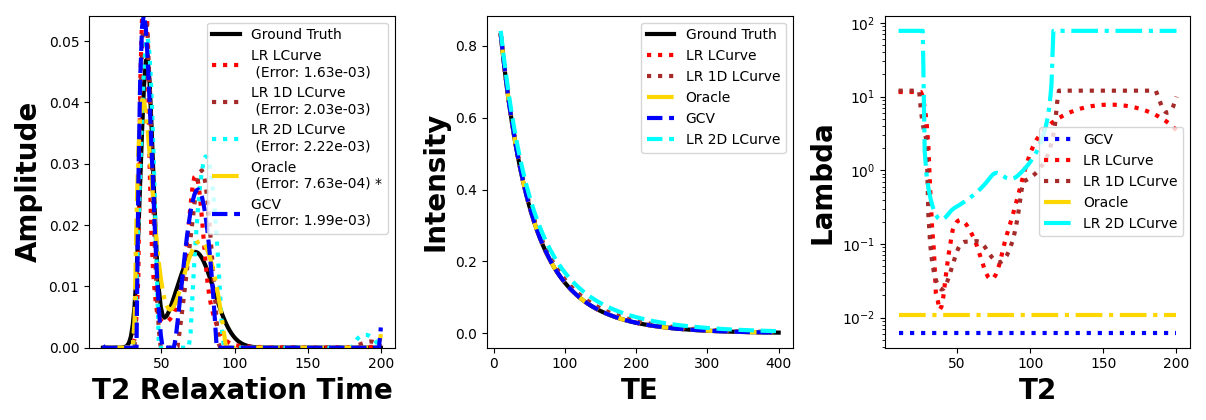 Amplitude
0.05
0.04
0.03
0.02
0.01
0.00
50
100
150
200
T2 Relaxation Time
Ground Truth
LR LCurve
(Error: 1.63e-03)
LR 1D LCurve
(Error: 2.03e-03)
LR 2D LCurve
(Error: 2.22e-03)
Oracle
(Error: 7.63e-04) *
GCV
(Error: 1.99e-03)
Intensity
0.8
0.6
0.4
0.2
0.0
0
100
200
300
400
TE
Ground Truth
LR LCurve
LR 1D LCurve
Oracle
GCV
LR 2D LCurve
Lambda
10²
10¹
10⁰
10⁻¹
10⁻²
50
100
150
200
T2
GCV
LR LCurve
LR 1D LCurve
Oracle
LR 2D LCurve